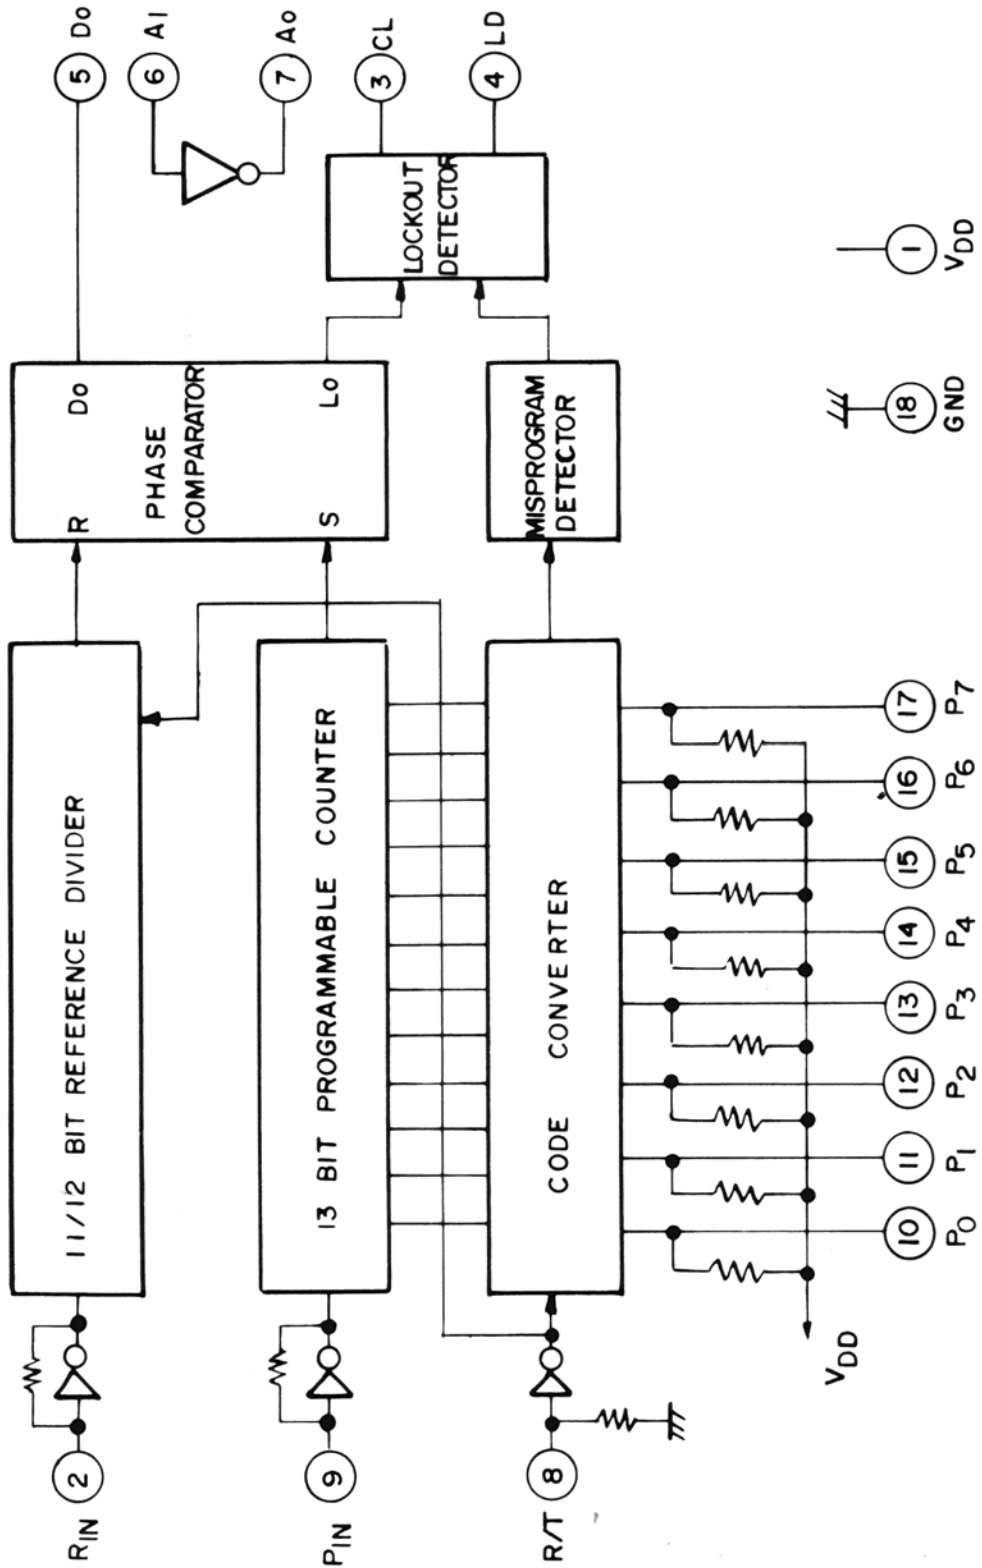 RIN
2
11/12 BIT REFERENCE DIVIDER
R
Do
PHASE
COMPARATOR
S
Lo
5
Do
6
AI
7
Ao
PIN
9
13 BIT PROGRAMMABLE COUNTER
LOCKOUT
DETECTOR
3
CL
4
LD
R/T
8
CODE CONVERTER
MISPROGRAM
DETECTOR
VDD
10
11
12
13
14
15
16
17
P0
P1
P2
P3
P4
P5
P6
P7
18
GND
1
VDD